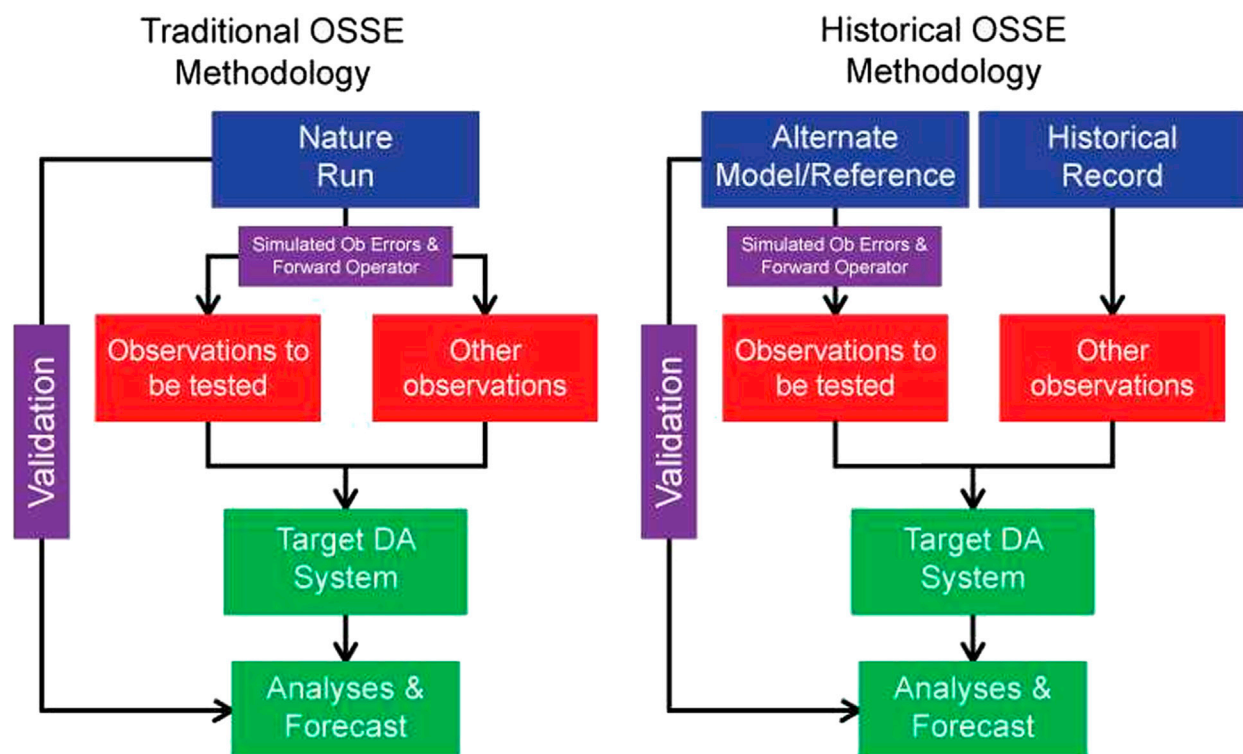 Traditional OSSE
Methodology
Nature
Run
Simulated Ob Errors &
Forward Operator
Observations to
be tested
Other
observations
Validation
Target DA
System
Analyses &
Forecast
Historical OSSE
Methodology
Alternate
Model/Reference
Historical
Record
Simulated Ob Errors &
Forward Operator
Observations to
be tested
Other
observations
Validation
Target DA
System
Analyses &
Forecast